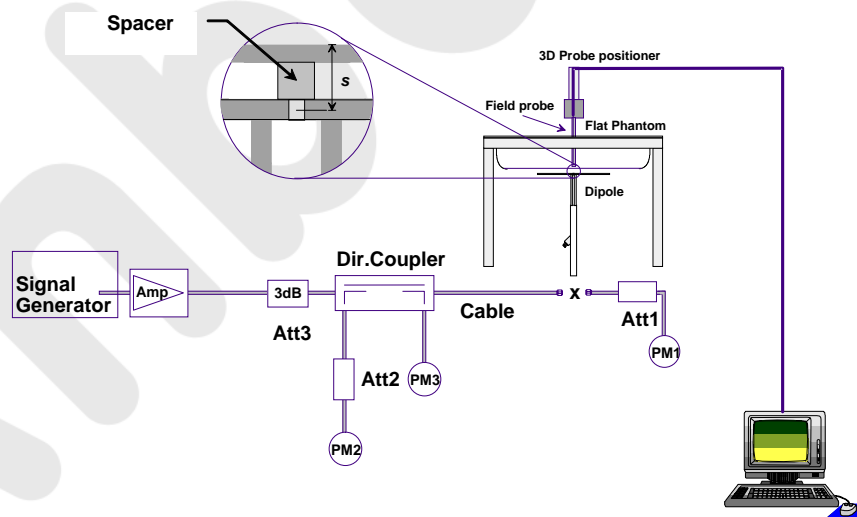 Spacer
s
3D Probe positioner
Field probe
Flat Phantom
Dipole
Dir.Coupler
Signal
Generator
Amp
3dB
Att3
Cable
x
Att1
PM1
Att2
PM3
PM2